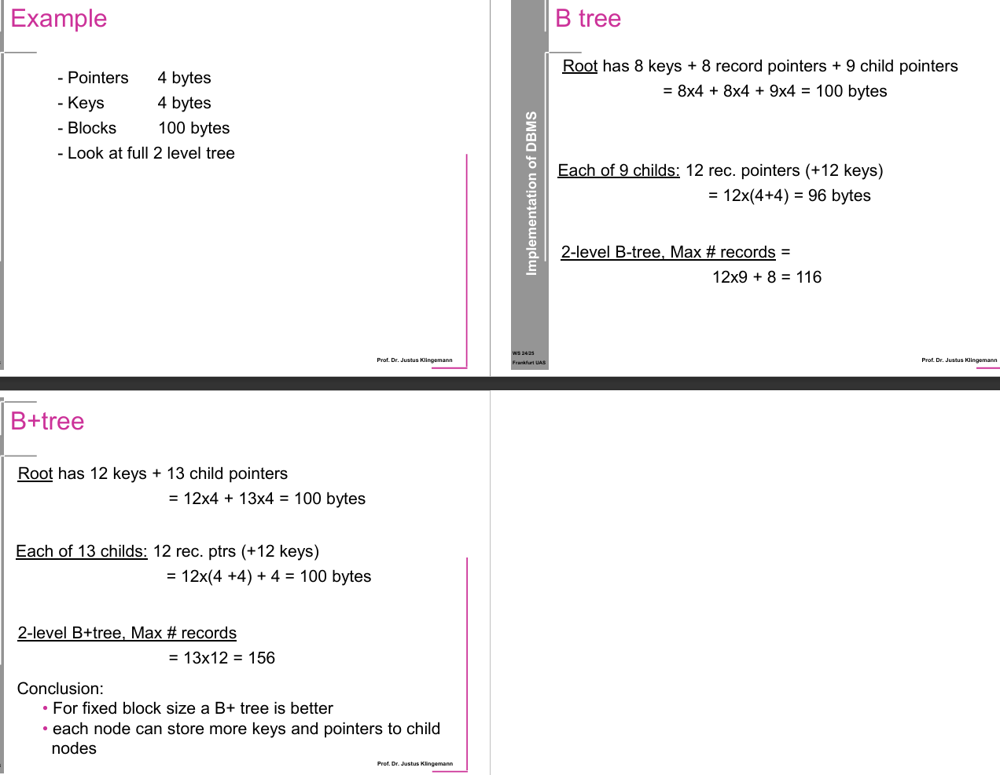 Example
- Pointers 4 bytes
- Keys 4 bytes
- Blocks 100 bytes
- Look at full 2 level tree
Prof. Dr. Justus Klingemann
Implementation of DBMS
WS 24/25
Frankfurt UAS
B tree
Root has 8 keys + 8 record pointers + 9 child pointers
= 8x4 + 8x4 + 9x4 = 100 bytes
Each of 9 childs: 12 rec. pointers (+12 keys)
= 12x(4+4) = 96 bytes
2-level B-tree, Max # records =
12x9 + 8 = 116
Prof. Dr. Justus Klingemann
B+tree
Root has 12 keys + 13 child pointers
= 12x4 + 13x4 = 100 bytes
Each of 13 childs: 12 rec. ptrs (+12 keys)
= 12x(4 +4) + 4 = 100 bytes
2-level B+tree, Max # records
= 13x12 = 156
Conclusion:
• For fixed block size a B+ tree is better
• each node can store more keys and pointers to child
nodes
Prof. Dr. Justus Klingemann